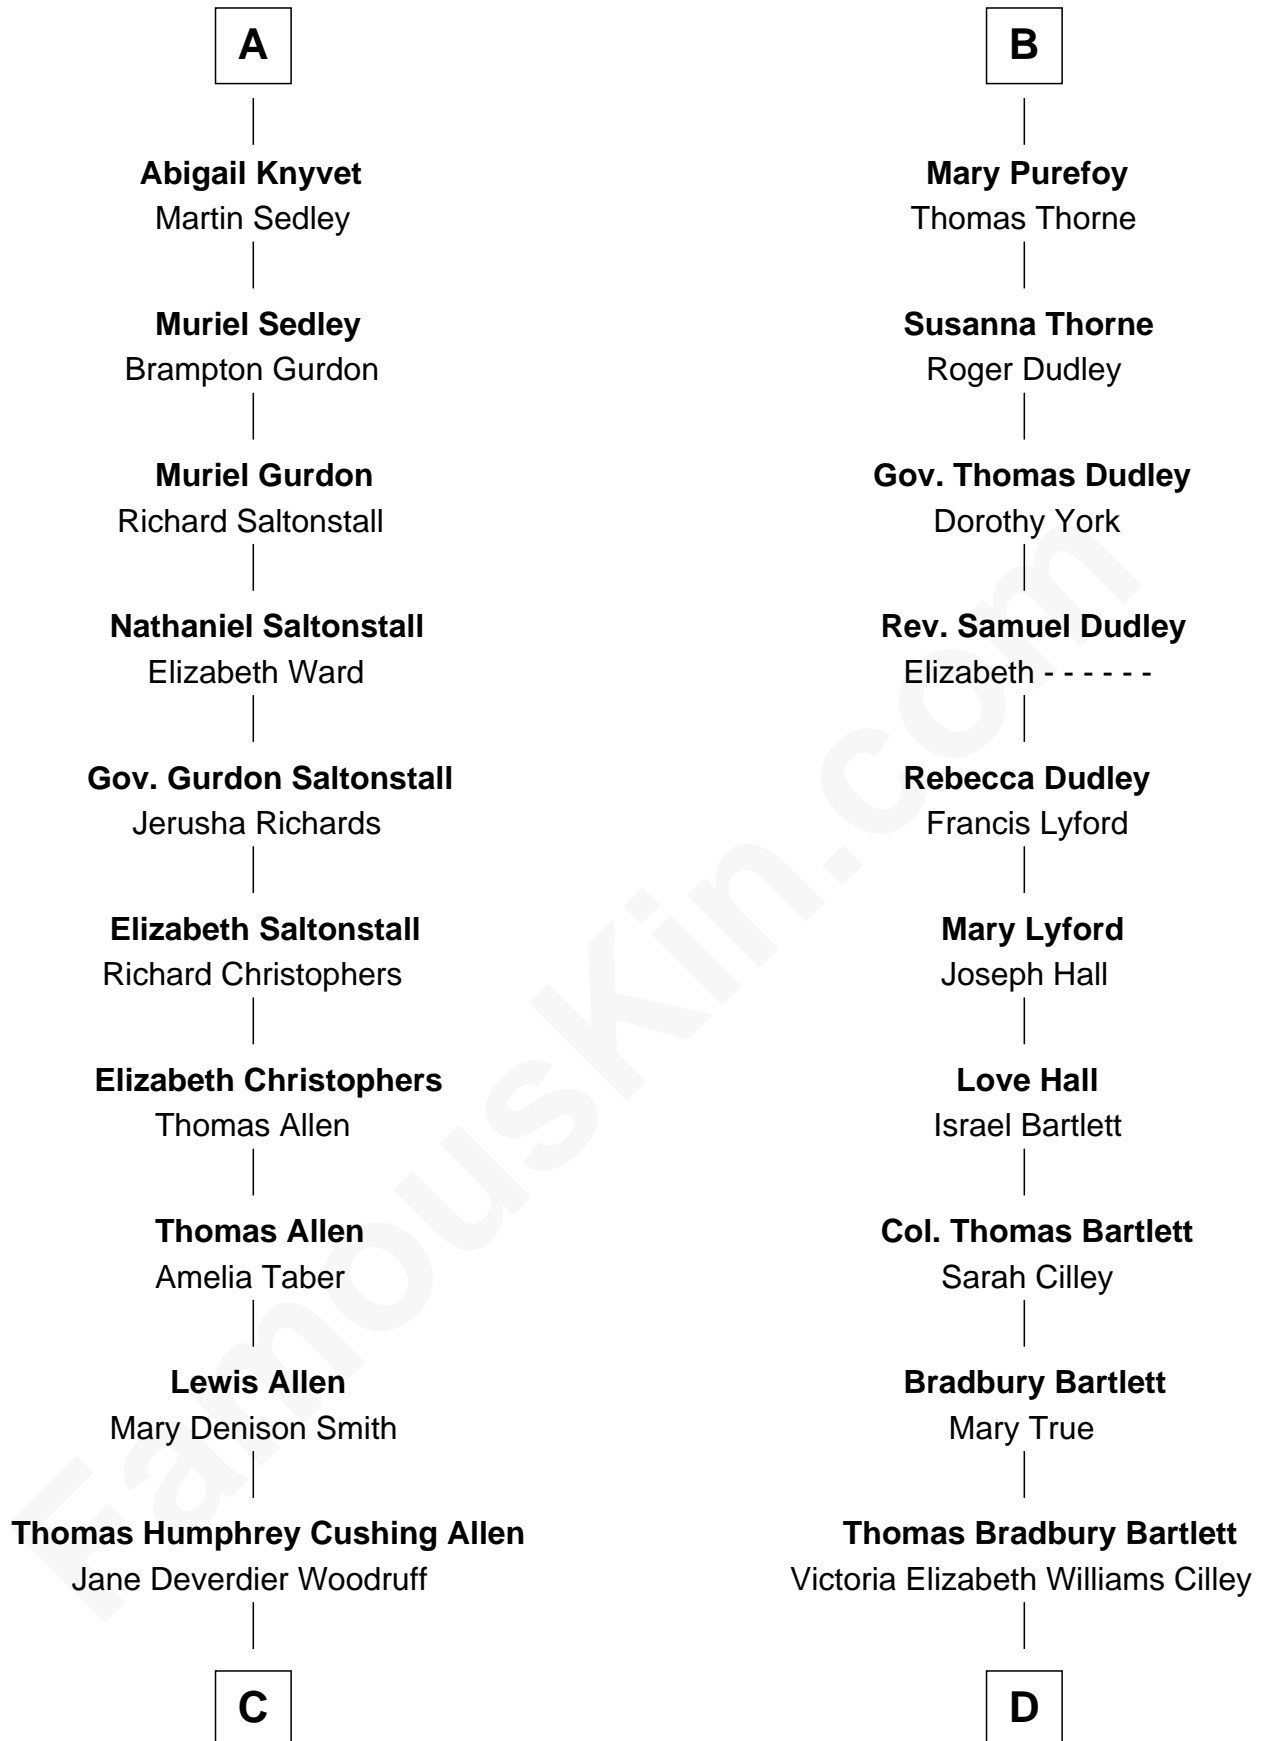 A
Abigail Knyvet
Martin Sedley
Muriel Sedley
Brampton Gurdon
Muriel Gurdon
Richard Saltonstall
Nathaniel Saltonstall
Elizabeth Ward
Gov. Gurdon Saltonstall
Jerusha Richards
Elizabeth Saltonstall
Richard Christophers
Elizabeth Christophers
Thomas Allen
Thomas Allen
Amelia Taber
Lewis Allen
Mary Denison Smith
Thomas Humphrey Cushing Allen
Jane Deverdier Woodruff
C
B
Mary Purefoy
Thomas Thorne
Susanna Thorne
Roger Dudley
Gov. Thomas Dudley
Dorothy York
Rev. Samuel Dudley
Elizabeth - - - - - -
Rebecca Dudley
Francis Lyford
Mary Lyford
Joseph Hall
Love Hall
Israel Bartlett
Col. Thomas Bartlett
Sarah Cilley
Bradbury Bartlett
Mary True
Thomas Bradbury Bartlett
Victoria Elizabeth Williams Cilley
D
FamousKin.com